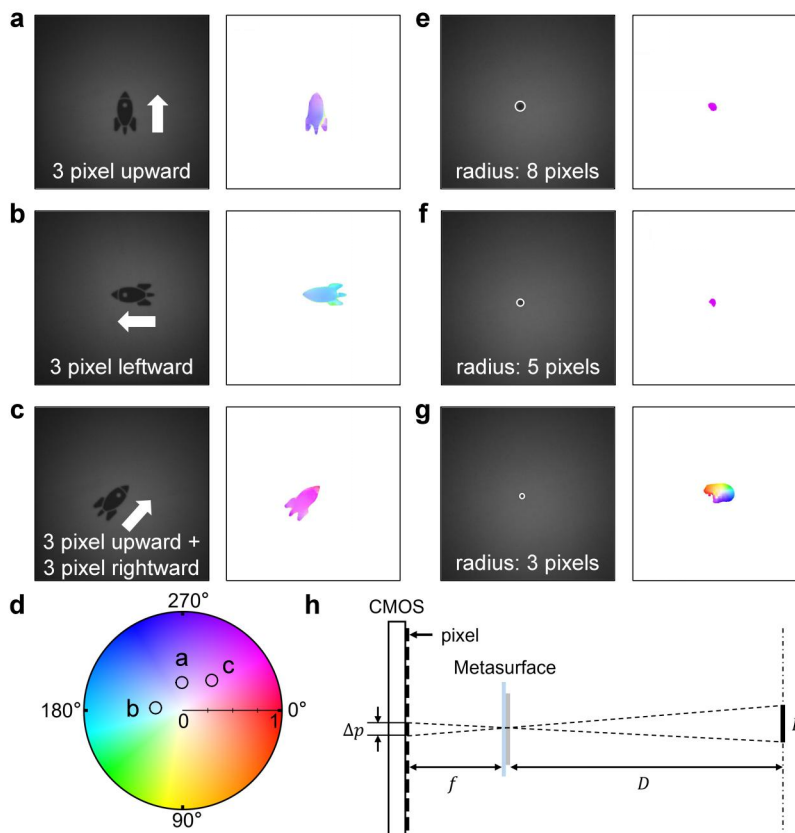 a
3 pixel upward
e
radius: 8 pixels
b
3 pixel leftward
f
radius: 5 pixels
c
3 pixel upward +
3 pixel rightward
g
radius: 3 pixels
d
270°
a
c
b
180°
0
1
0°
90°
h
CMOS
pixel
Metasurface
Δp
f
D